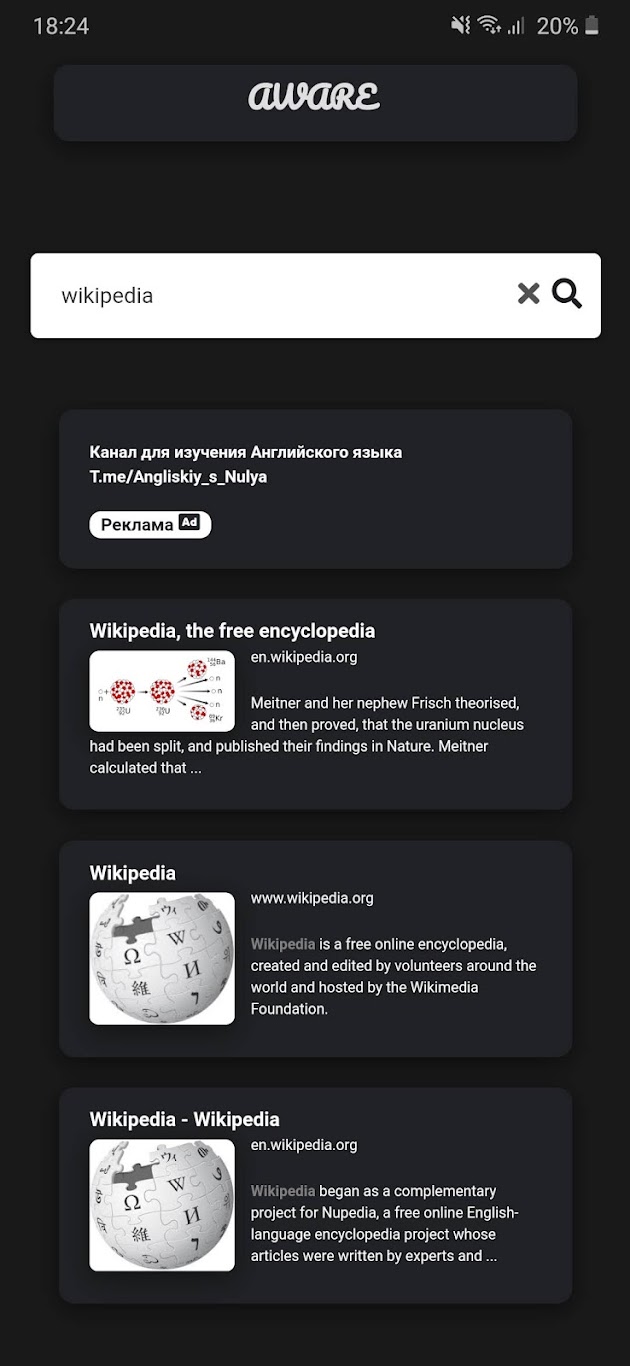 18:24
20%
AWARE
wikipedia
Канал для изучения Английского языка
T.me/Angliskiy_s_Nulya
Реклама Ad
Wikipedia, the free encyclopedia
en.wikipedia.org
Meitner and her nephew Frisch theorised,
and then proved, that the uranium nucleus
had been split, and published their findings in Nature. Meitner
calculated that ...
Wikipedia
www.wikipedia.org
Wikipedia is a free online encyclopedia,
created and edited by volunteers around the
world and hosted by the Wikimedia
Foundation.
Wikipedia - Wikipedia
en.wikipedia.org
Wikipedia began as a complementary
project for Nupedia, a free online English-
language encyclopedia project whose
articles were written by experts and ...